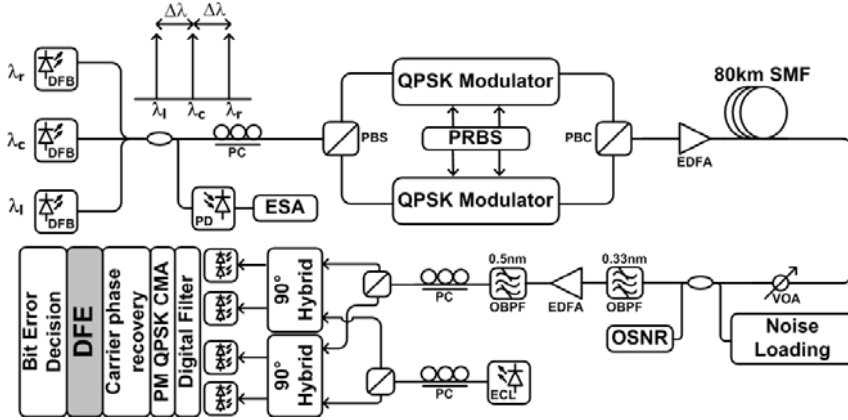 Δλ Δλ
λr
DFB
λl λc λr
λc
DFB
PC
λl
DFB
PD
ESA
PBS
QPSK Modulator
PRBS
QPSK Modulator
PBC
EDFA
80km SMF
Bit Error
Decision
DFE
Carrier phase
recovery
PM QPSK CMA
Digital Filter
90°
Hybrid
90°
Hybrid
PC
0.5nm
OBPF
EDFA
0.33nm
OBPF
VOA
OSNR
Noise
Loading
PC
ECL